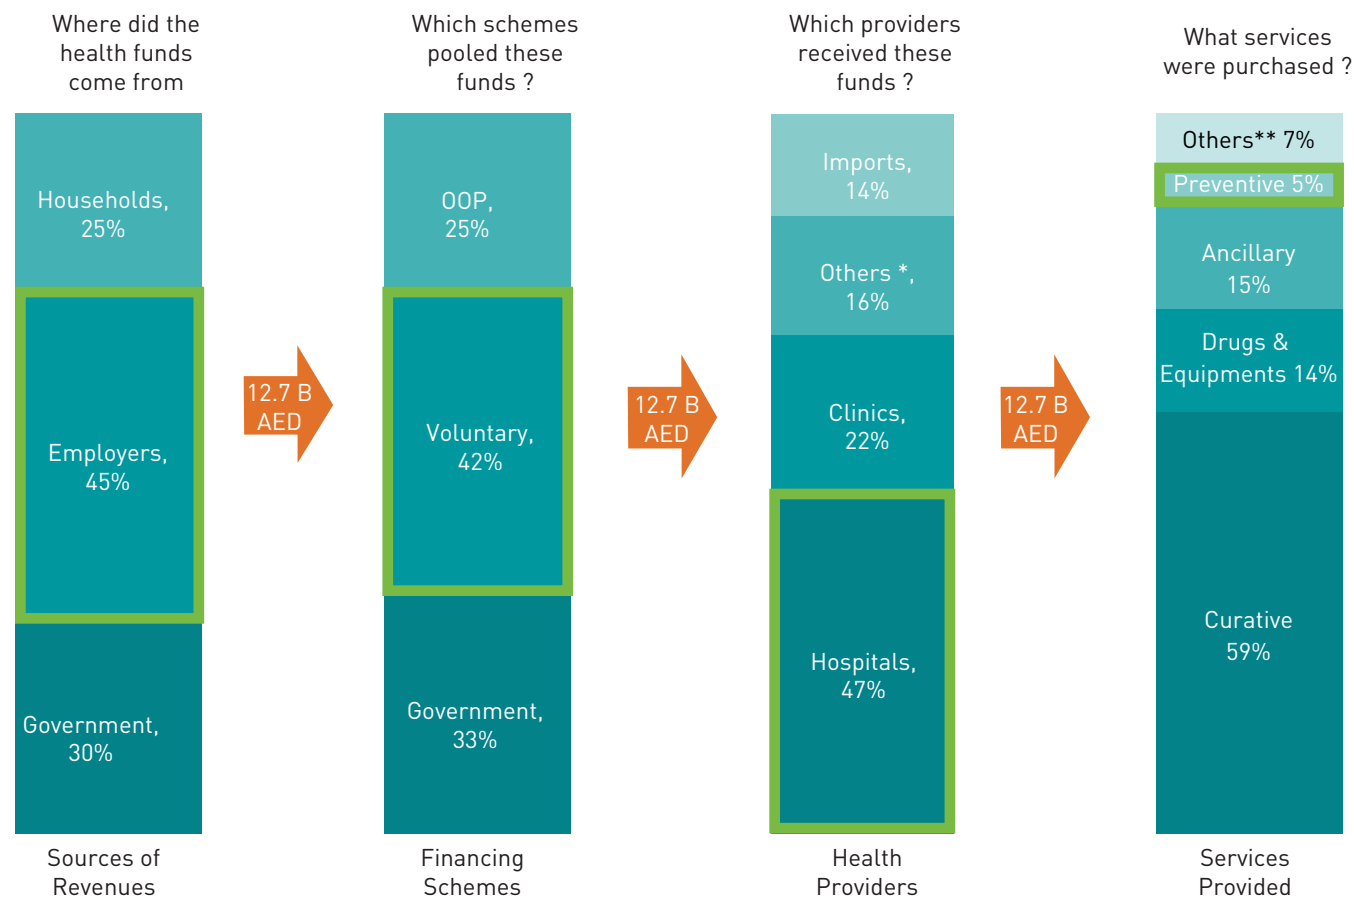 Where did the
health funds
come from
Which schemes
pooled these
funds ?
Which providers
received these
funds ?
What services
were purchased ?
Households,
25%
Employers,
45%
Government,
30%
12.7 B
AED
OOP,
25%
Voluntary,
42%
Government,
33%
12.7 B
AED
Imports,
14%
Others *,
16%
Clinics,
22%
Hospitals,
47%
12.7 B
AED
Others** 7%
Preventive 5%
Ancillary
15%
Drugs &
Equipments 14%
Curative
59%
Sources of
Revenues
Financing
Schemes
Health
Providers
Services
Provided